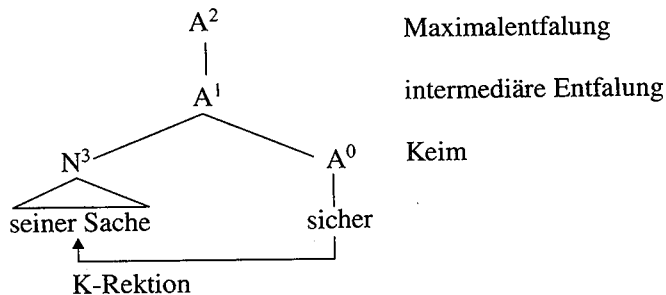 A² Maximalentfalung
A¹ intermediäre Entfalung
N³ A⁰ Keim
seiner Sache sicher
K-Rektion